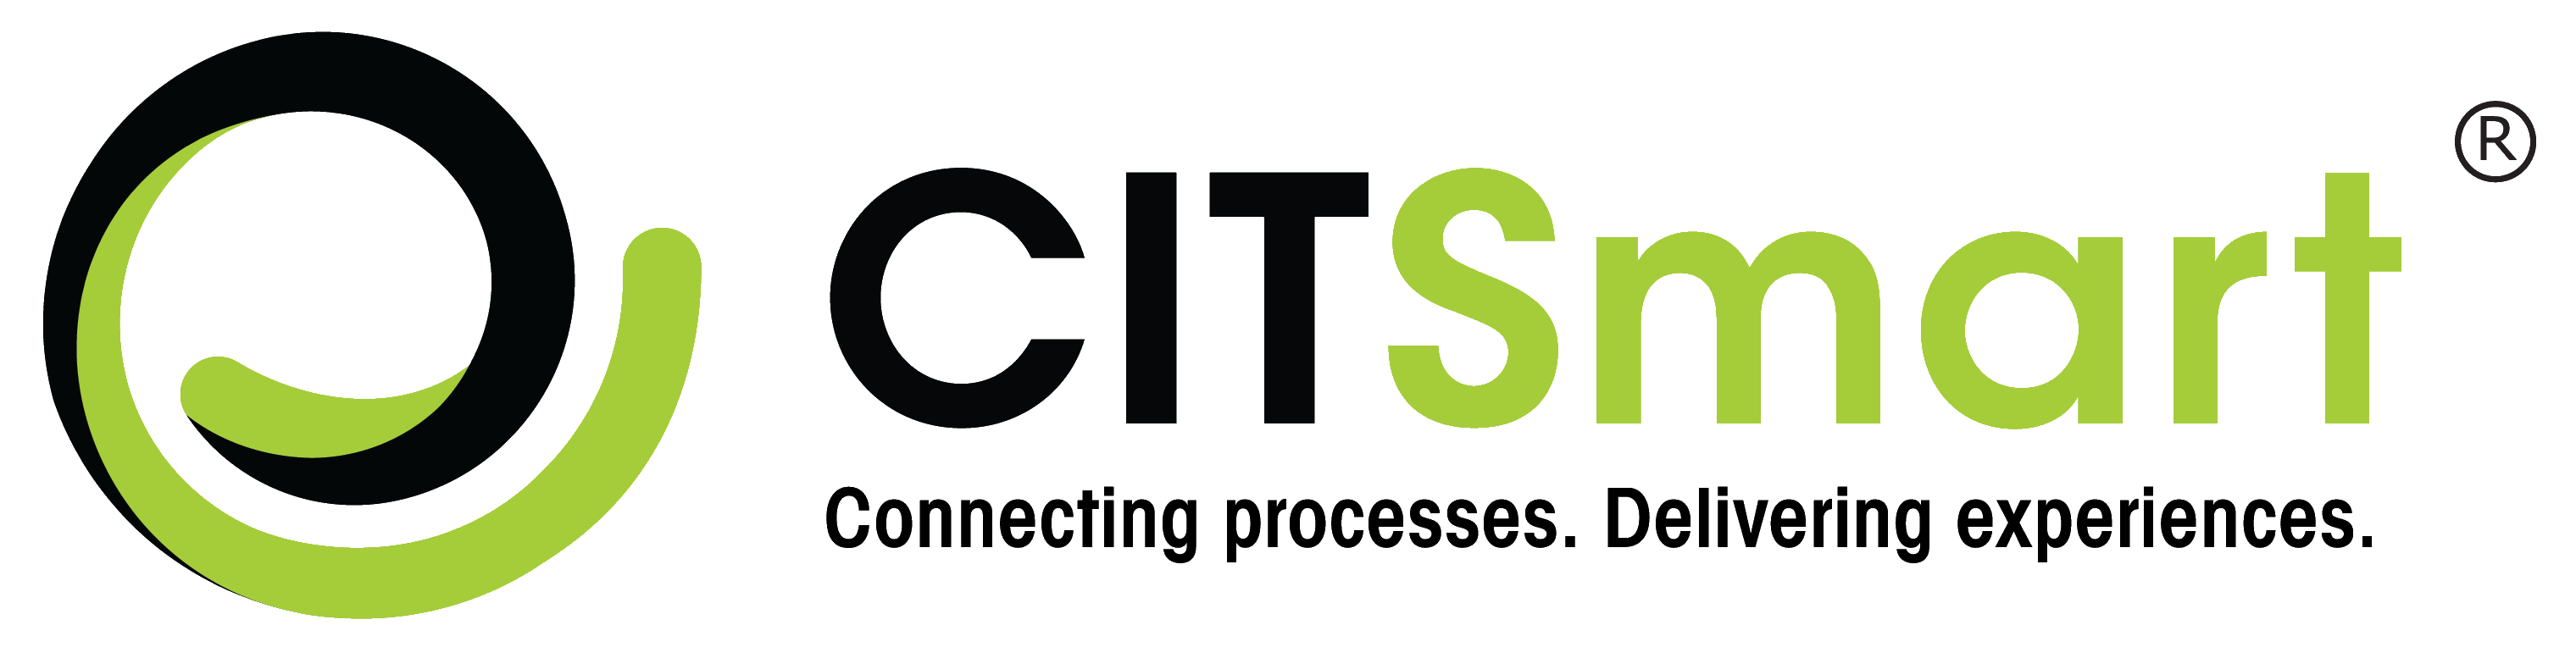 CITSmart®
Connecting processes. Delivering experiences.